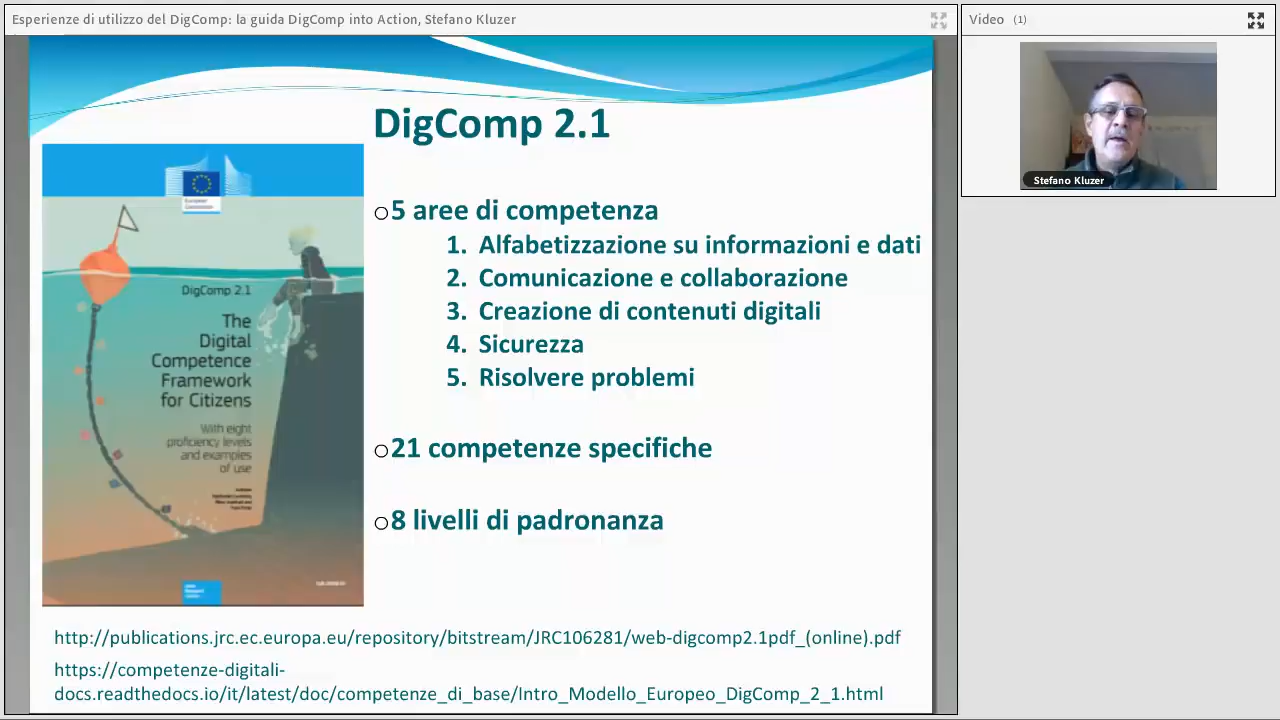 Esperienze di utilizzo del DigComp: la guida DigComp into Action, Stefano Kluzer
Video (1)
Stefano Kluzer
DigComp 2.1
5 aree di competenza
1. Alfabetizzazione su informazioni e dati
2. Comunicazione e collaborazione
3. Creazione di contenuti digitali
4. Sicurezza
5. Risolvere problemi
21 competenze specifiche
8 livelli di padronanza
European
Commission
DigComp 2.1
The
Digital
Competence
Framework
for Citizens
With eight
proficiency levels
and examples
of use
http://publications.jrc.ec.europa.eu/repository/bitstream/JRC106281/web-digcomp2.1pdf_(online).pdf
https://competenze-digitali-
docs.readthedocs.io/it/latest/doc/competenze_di_base/Intro_Modello_Europeo_DigComp_2_1.html